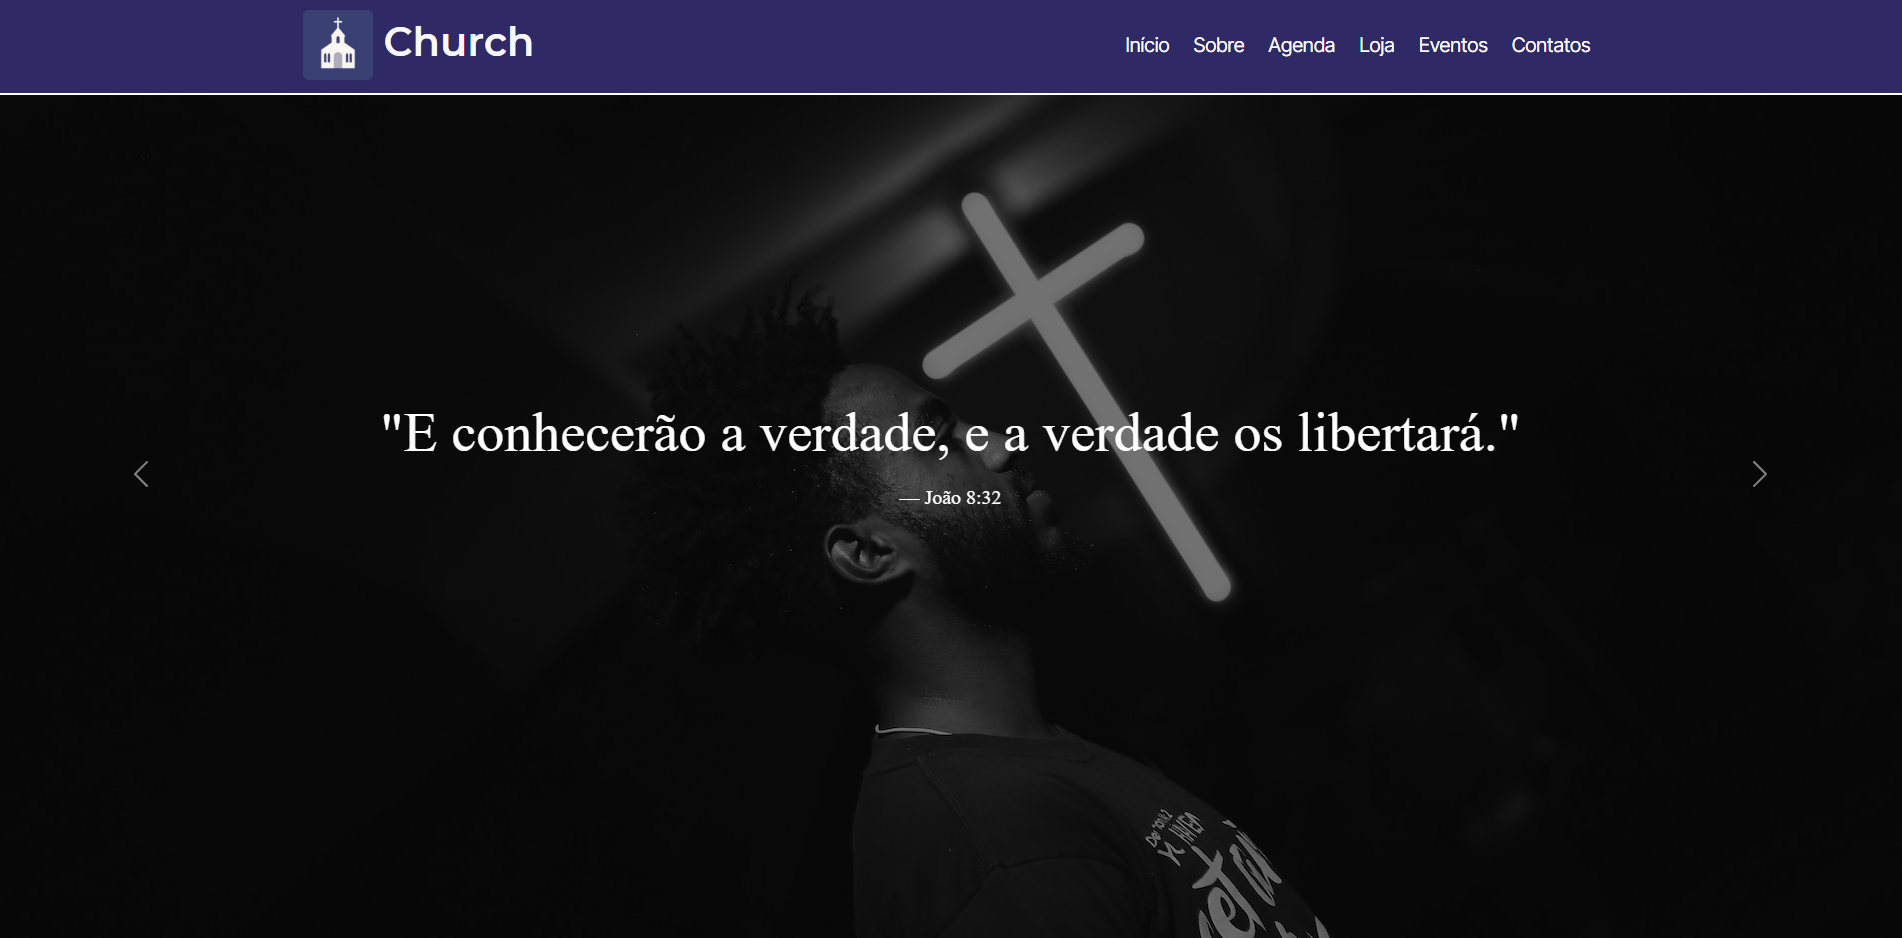 Church
Início Sobre Agenda Loja Eventos Contatos
"E conhecerão a verdade, e a verdade os libertará."
— João 8:32